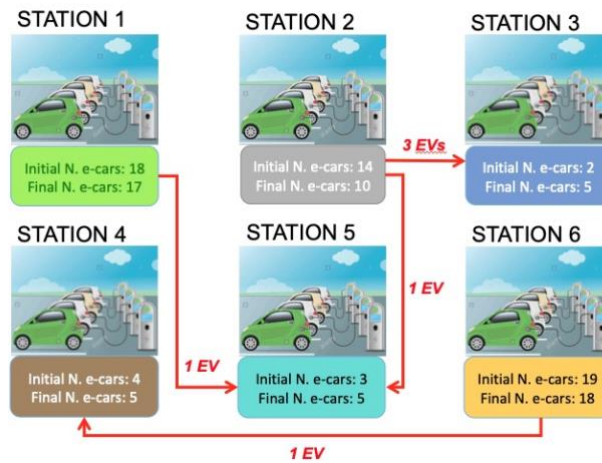 STATION 1
STATION 2
STATION 3
3 EVs
Initial N. e-cars: 18
Final N. e-cars: 17
Initial N. e-cars: 14
Final N. e-cars: 10
Initial N. e-cars: 2
Final N. e-cars: 5
STATION 4
STATION 5
STATION 6
1 EV
1 EV
Initial N. e-cars: 4
Final N. e-cars: 5
Initial N. e-cars: 3
Final N. e-cars: 5
Initial N. e-cars: 19
Final N. e-cars: 18
1 EV